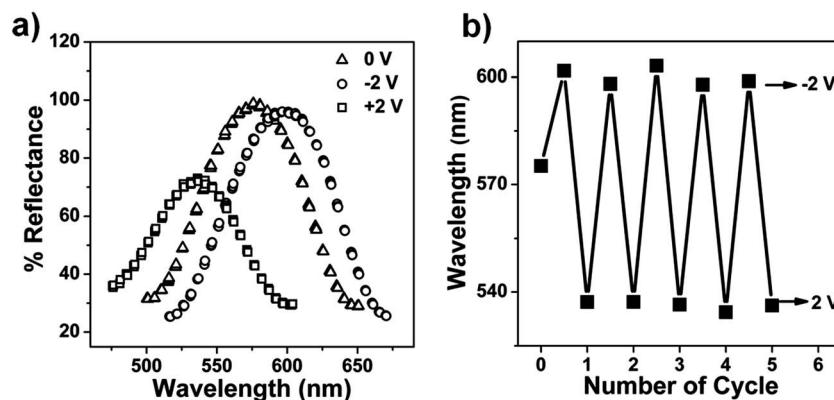 a)
120
100
80
60
40
20
% Reflectance
0 V
-2 V
+2 V
500
550
600
650
Wavelength (nm)
b)
600
570
540
Wavelength (nm)
-2 V
2 V
0
1
2
3
4
5
6
Number of Cycle